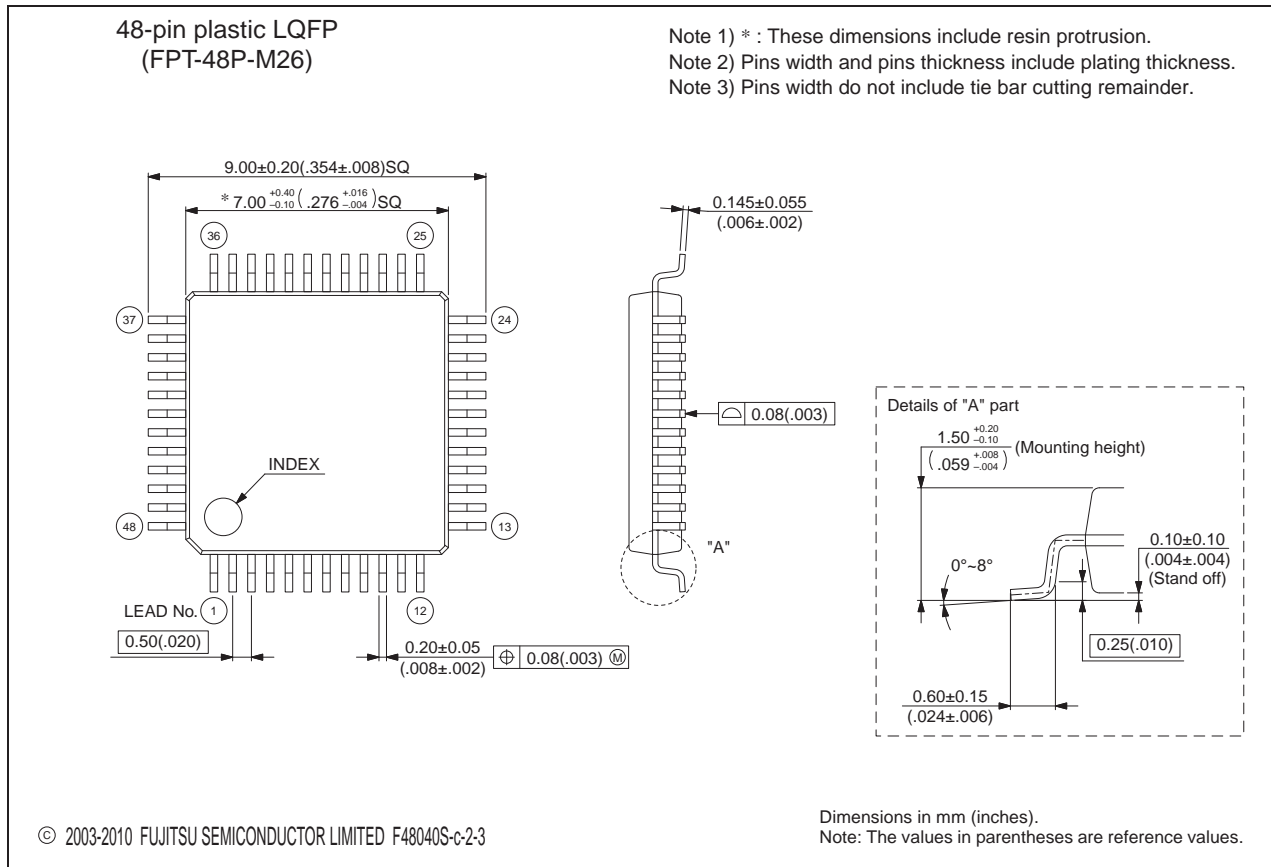 48-pin plastic LQFP
(FPT-48P-M26)
Note 1) * : These dimensions include resin protrusion.
Note 2) Pins width and pins thickness include plating thickness.
Note 3) Pins width do not include tie bar cutting remainder.
9.00±0.20(.354±.008)SQ
* 7.00 +0.40 –0.10 ( .276 +.016 –.004 )SQ
36
25
37
24
INDEX
48
13
LEAD No. 1
12
0.50(.020)
0.20±0.05
(.008±.002)
⌖ 0.08(.003) Ⓜ
0.145±0.055
(.006±.002)
⌓ 0.08(.003)
"A"
Details of "A" part
1.50 +0.20 –0.10 (Mounting height)
( .059 +.008 –.004 )
0°~8°
0.10±0.10
(.004±.004)
(Stand off)
0.25(.010)
0.60±0.15
(.024±.006)
© 2003-2010 FUJITSU SEMICONDUCTOR LIMITED F48040S-c-2-3
Dimensions in mm (inches).
Note: The values in parentheses are reference values.